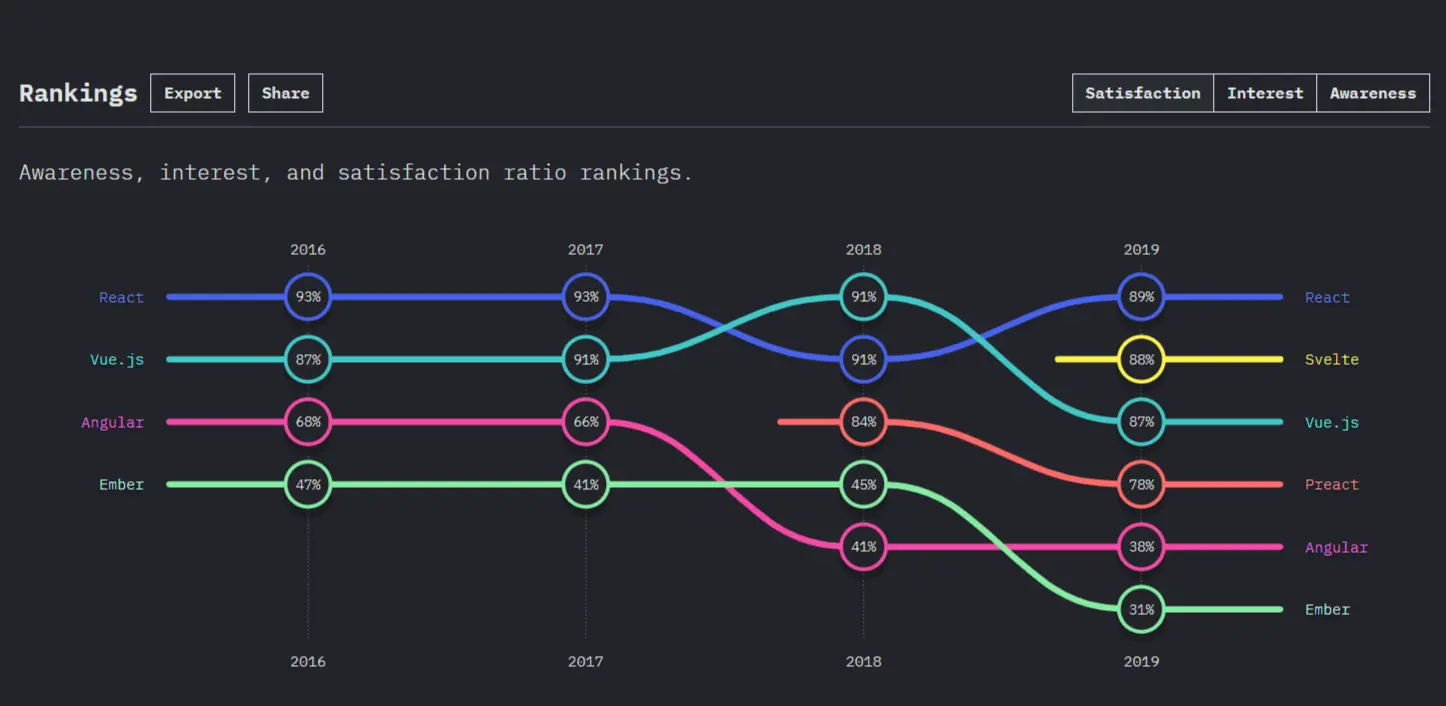 Rankings Export Share Satisfaction Interest Awareness
Awareness, interest, and satisfaction ratio rankings.
2016 2017 2018 2019
React 93% 93% 91% 89% React
Vue.js 87% 91% 91% 88% Svelte
Angular 68% 66% 84% 87% Vue.js
Ember 47% 41% 45% 78% Preact
41% 38% Angular
31% Ember
2016 2017 2018 2019